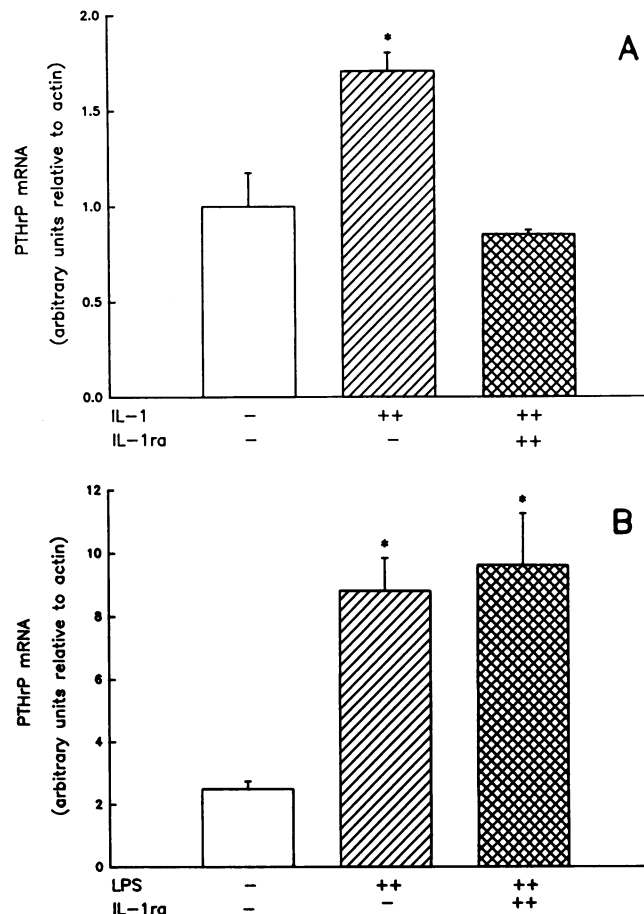 A
PTHrP mRNA
(arbitrary units relative to actin)
2.0
1.5
1.0
0.5
0.0
*
IL-1 - ++ ++
IL-1ra - - ++
B
PTHrP mRNA
(arbitrary units relative to actin)
12
10
8
6
4
2
0
*
*
LPS - ++ ++
IL-1ra - - ++